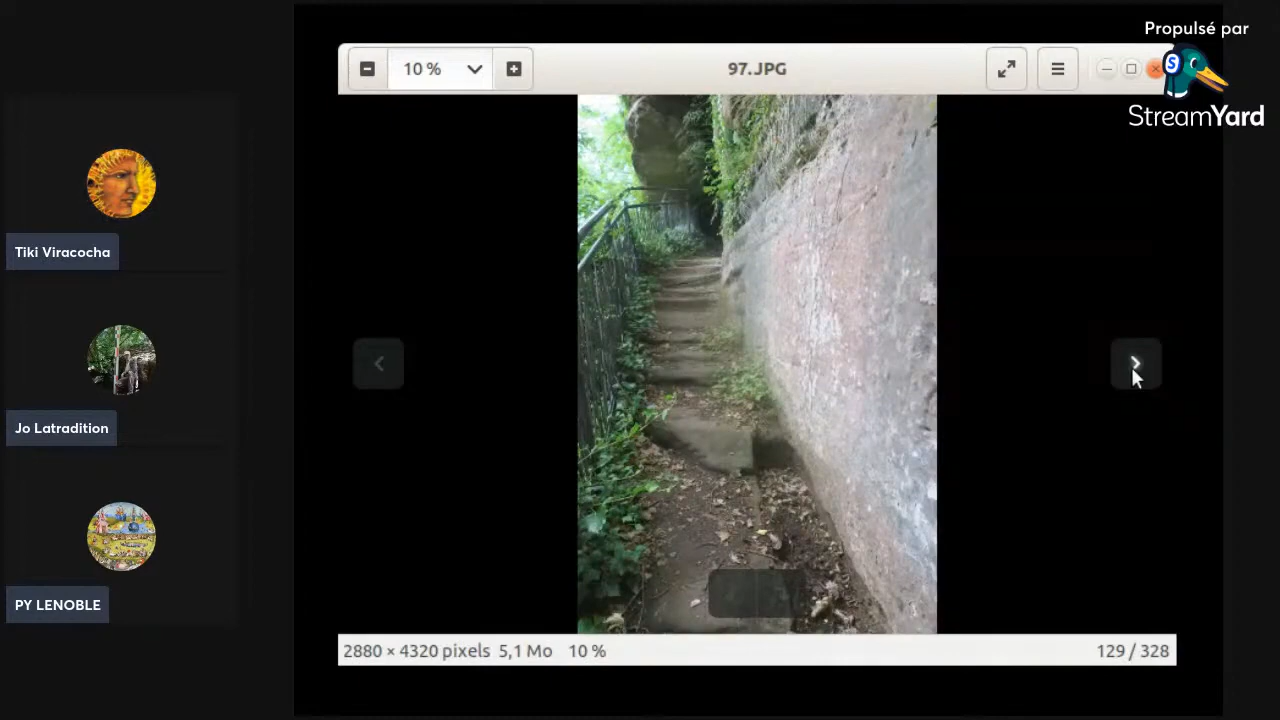 Propulsé par
StreamYard
10 %
97.JPG
Tiki Viracocha
Jo Latradition
PY LENOBLE
2880 × 4320 pixels 5,1 Mo 10 %
129 / 328